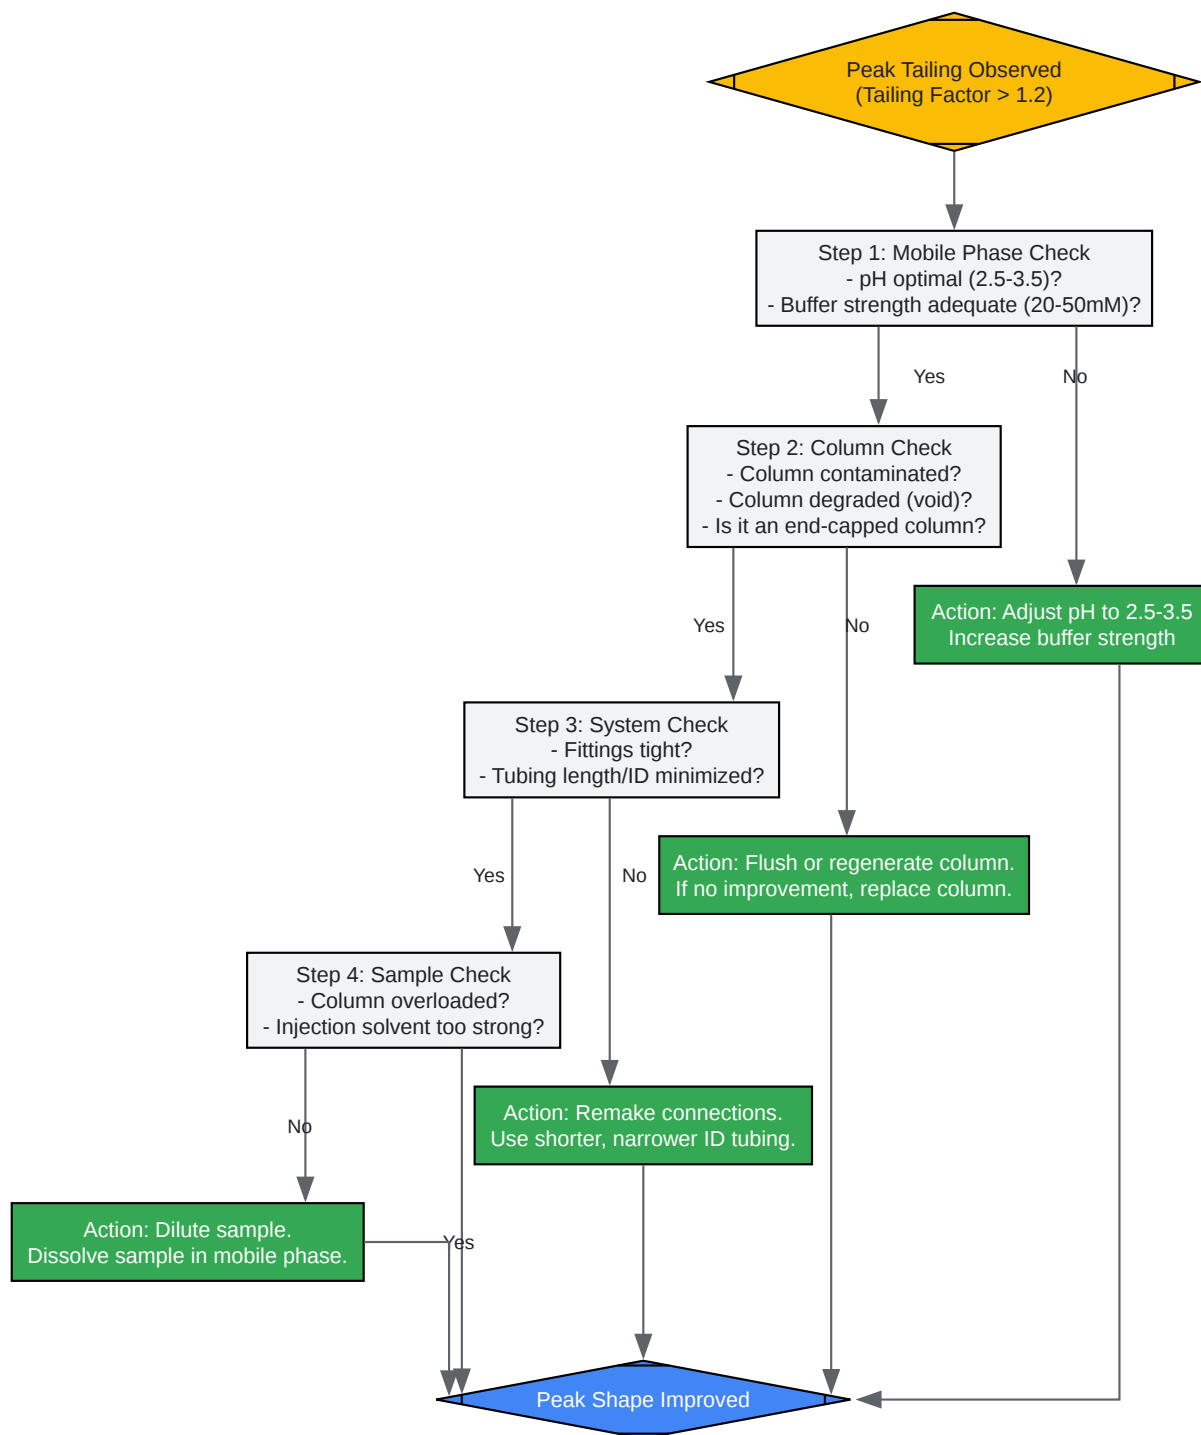 Peak Tailing Observed
(Tailing Factor > 1.2)
Step 1: Mobile Phase Check
- pH optimal (2.5-3.5)?
- Buffer strength adequate (20-50mM)?
Yes
No
Step 2: Column Check
- Column contaminated?
- Column degraded (void)?
- Is it an end-capped column?
Action: Adjust pH to 2.5-3.5
Increase buffer strength
Yes
No
Step 3: System Check
- Fittings tight?
- Tubing length/ID minimized?
Action: Flush or regenerate column.
If no improvement, replace column.
Yes
No
Step 4: Sample Check
- Column overloaded?
- Injection solvent too strong?
Action: Remake connections.
Use shorter, narrower ID tubing.
No
Action: Dilute sample.
Dissolve sample in mobile phase.
Yes
Peak Shape Improved